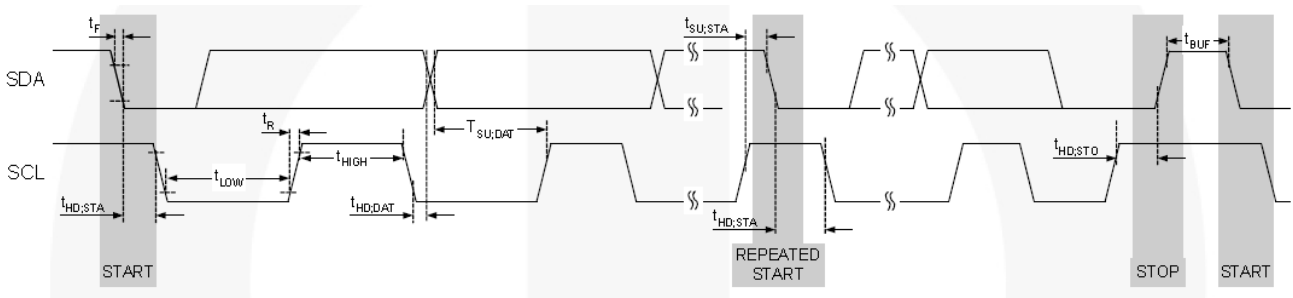 tF
tSU;STA
tBUF
SDA
tR
TSU;DAT
tHIGH
tHD;STO
SCL
tLOW
tHD;STA
tHD;DAT
tHD;STA
START
REPEATED
START
STOP
START